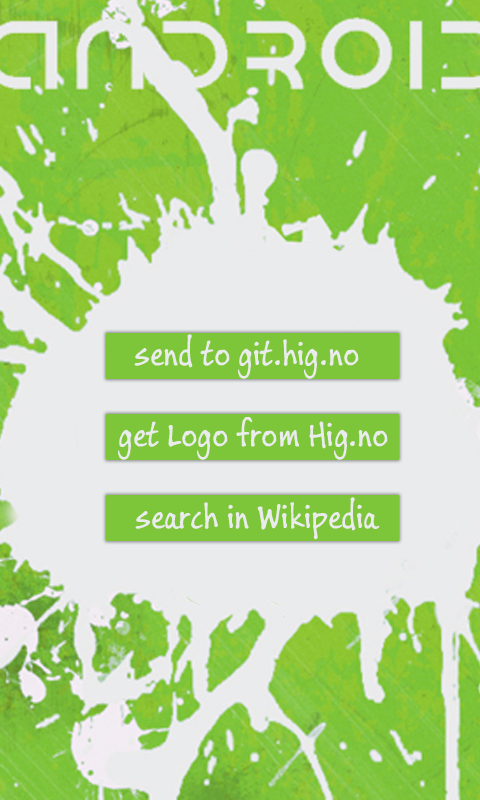 ANDROID
send to git.hig.no
get Logo from Hig.no
search in Wikipedia